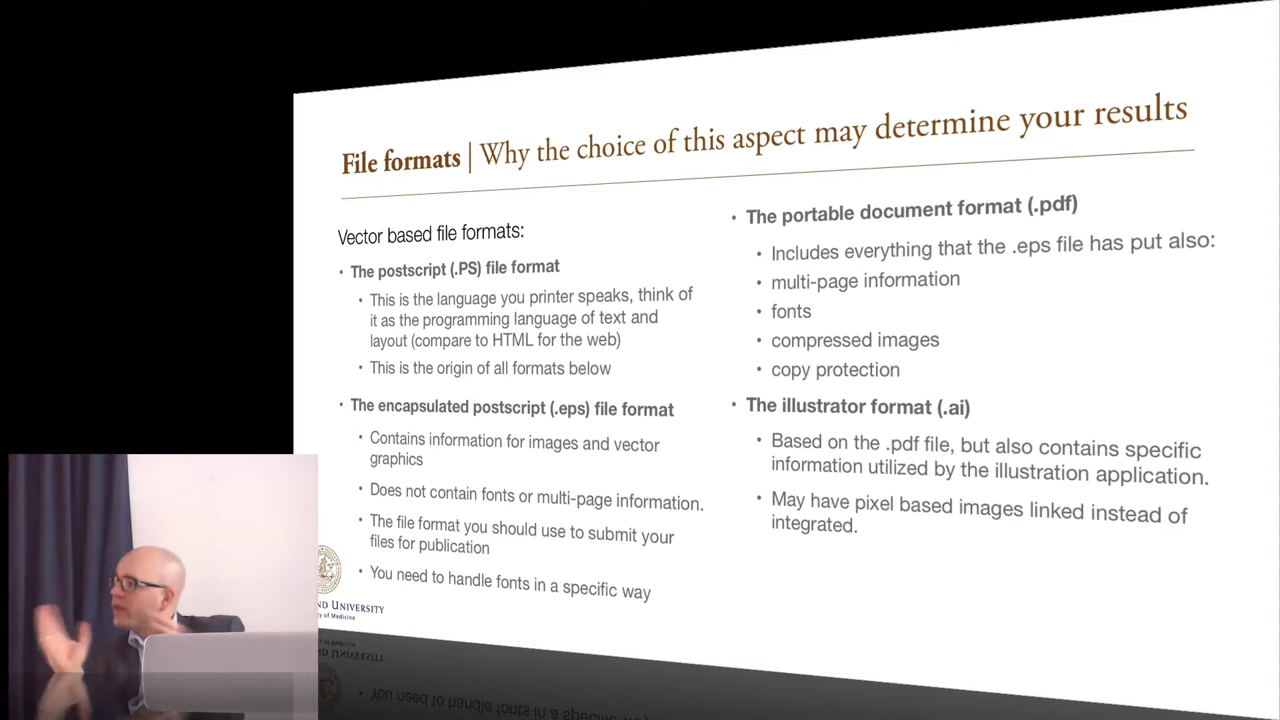 File formats | Why the choice of this aspect may determine your results
Vector based file formats:
• The postscript (.PS) file format
• This is the language you printer speaks, think of
it as the programming language of text and
layout (compare to HTML for the web)
• This is the origin of all formats below
• The encapsulated postscript (.eps) file format
• Contains information for images and vector
graphics
• Does not contain fonts or multi-page information.
• The file format you should use to submit your
files for publication
• You need to handle fonts in a specific way
• The portable document format (.pdf)
• Includes everything that the .eps file has put also:
• multi-page information
• fonts
• compressed images
• copy protection
• The illustrator format (.ai)
• Based on the .pdf file, but also contains specific
information utilized by the illustration application.
• May have pixel based images linked instead of
integrated.
UNIVERSITY
of Medicine